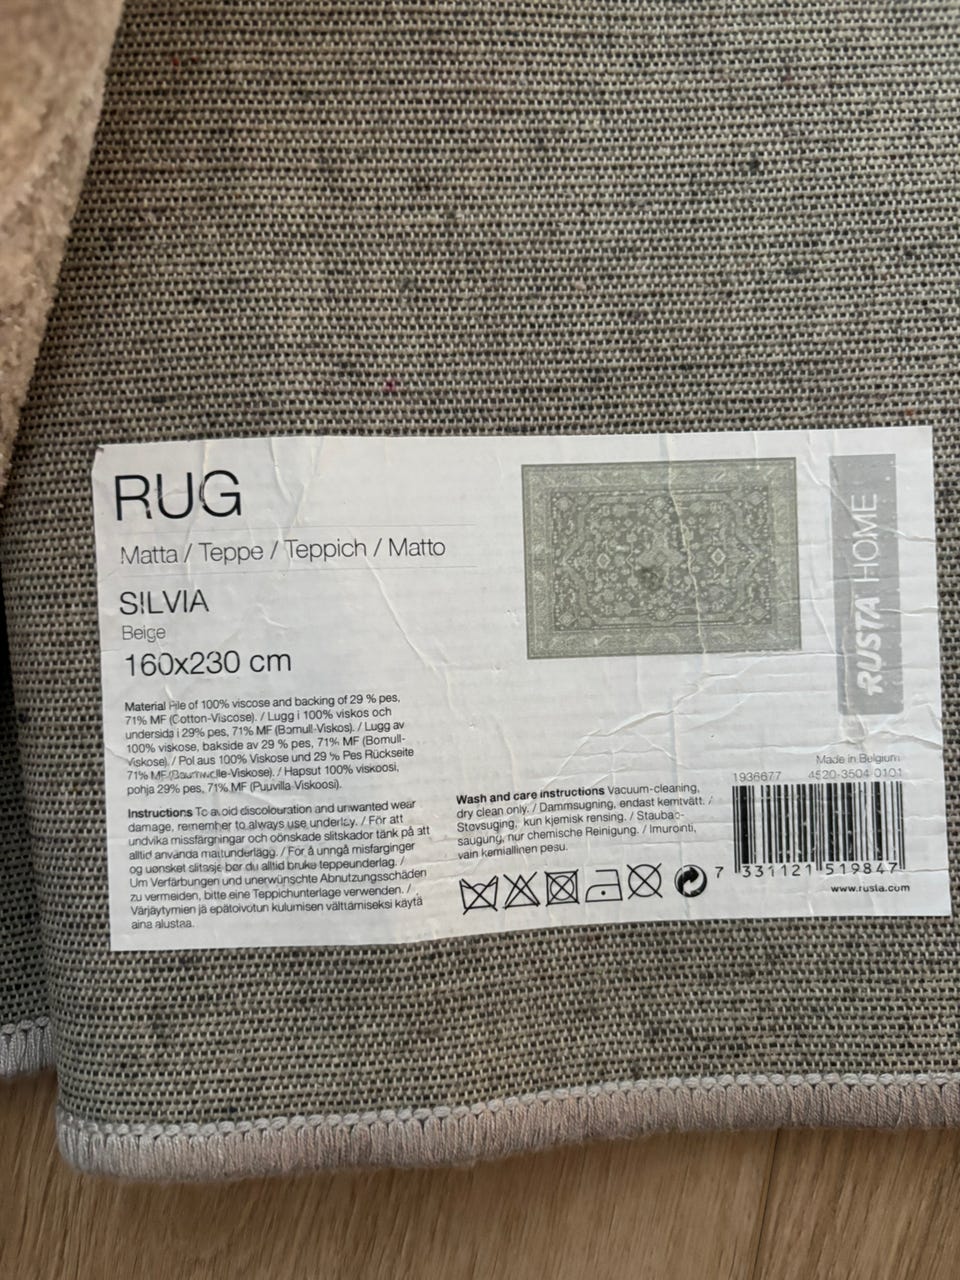 RUG
Matta / Teppe / Teppich / Matto
SILVIA
Beige
160x230 cm
Material Pile of 100% viscose and backing of 29 % pes,
71% MF (Cotton-Viscose). / Lugg i 100% viskos och
undersida i 29% pes, 71% MF (Bomull-Viskos). / Lugg av
100% viskose, bakside av 29 % pes, 71% MF (Bomull-
Viskose). / Pol aus 100% Viskose und 29 % Pes Rückseite
71% MF (Baumwolle-Viskose). / Hapsut 100% viskoosi,
pohja 29% pes, 71% MF (Puuvilla-Viskoosi).
Instructions To avoid discolouration and unwanted wear
damage, remember to always use underlay. / För att
undvika missfärgningar och oönskade slitskador tänk på att
alltid använda mattunderlägg. / For å unngå misfarginger
og uønsket slitasje bør du alltid bruke teppeunderlag. /
Um Verfärbungen und unerwünschte Abnutzungsschäden
zu vermeiden, bitte eine Teppichunterlage verwenden. /
Värjäytymien jä epätoivotun kulumisen välttämiseksi käytä
aina alustaa.
RUSTA HOME
Wash and care instructions Vacuum-cleaning,
dry clean only. / Dammsugning, endast kemtvätt. /
Støvsuging, kun kjemisk rensing. / Staubab-
saugung, nur chemische Reinigung. / Imurointi,
vain kemiallinen pesu.
Made in Belgium
1936677 4520-3504 0101
7 331121 519847
www.rusta.com